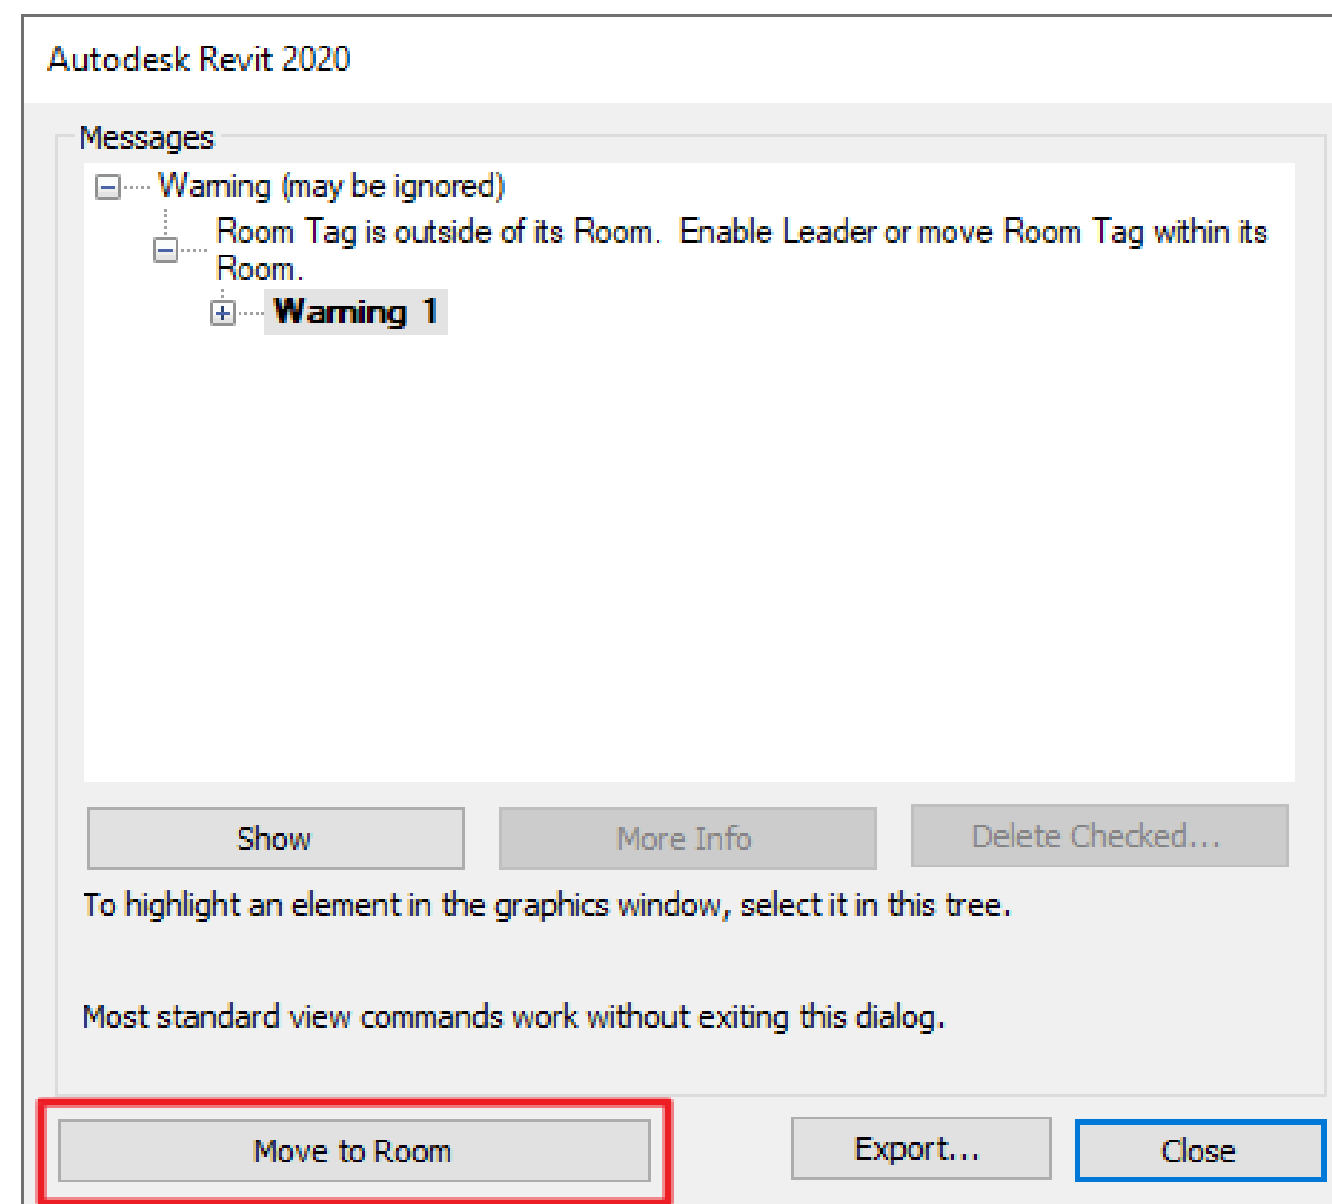 Autodesk Revit 2020
Messages
Warning (may be ignored)
Room Tag is outside of its Room.  Enable Leader or move Room Tag within its
Room.
Warning 1
Show
More Info
Delete Checked...
To highlight an element in the graphics window, select it in this tree.
Most standard view commands work without exiting this dialog.
Move to Room
Export...
Close